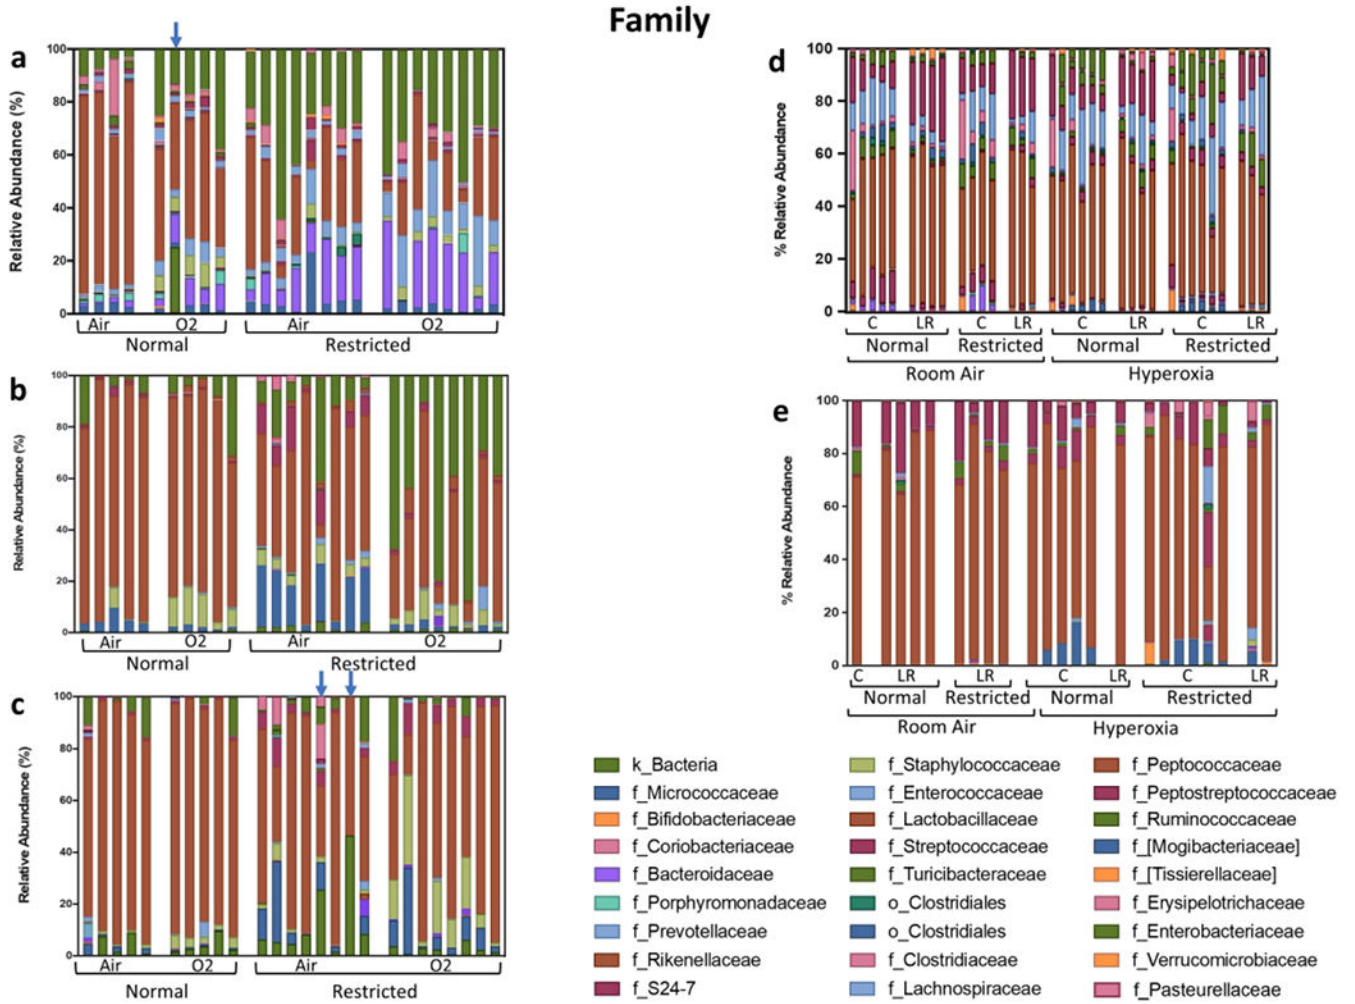 Family
a
Relative Abundance (%)
100
80
60
40
20
0
Air O2 Air O2
Normal Restricted
b
Relative Abundance (%)
100
80
60
40
20
0
Air O2 Air O2
Normal Restricted
c
Relative Abundance (%)
100
80
60
40
20
0
Air O2 Air O2
Normal Restricted
d
% Relative Abundance
100
80
60
40
20
0
C LR C LR C LR C LR
Normal Restricted Normal Restricted
Room Air Hyperoxia
e
% Relative Abundance
100
80
60
40
20
0
C LR LR C LR C LR
Normal Restricted Normal Restricted
Room Air Hyperoxia
k_Bacteria
f_Micrococcaceae
f_Bifidobacteriaceae
f_Coriobacteriaceae
f_Bacteroidaceae
f_Porphyromonadaceae
f_Prevotellaceae
f_Rikenellaceae
f_S24-7
f_Staphylococcaceae
f_Enterococcaceae
f_Lactobacillaceae
f_Streptococcaceae
f_Turicibacteraceae
o_Clostridiales
o_Clostridiales
f_Clostridiaceae
f_Lachnospiraceae
f_Peptococcaceae
f_Peptostreptococcaceae
f_Ruminococcaceae
f_[Mogibacteriaceae]
f_[Tissierellaceae]
f_Erysipelotrichaceae
f_Enterobacteriaceae
f_Verrucomicrobiaceae
f_Pasteurellaceae